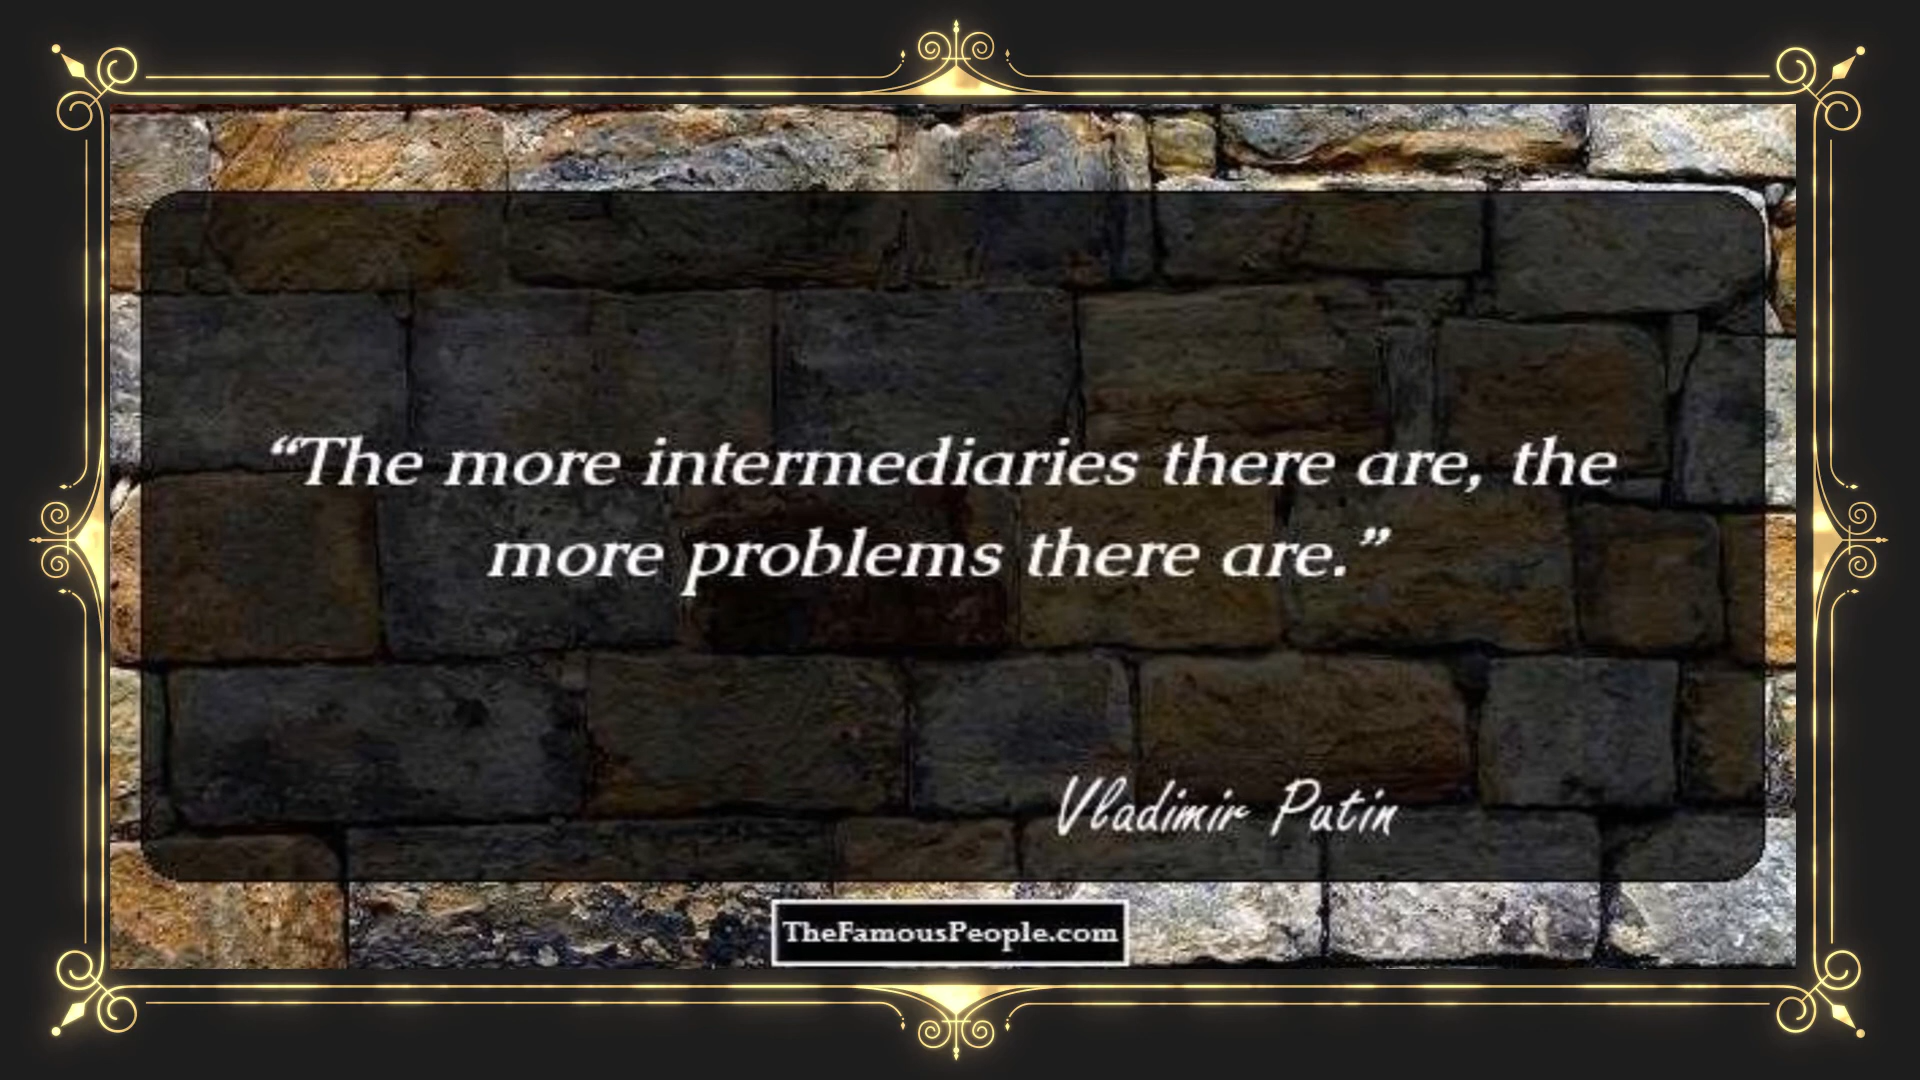 “The more intermediaries there are, the
more problems there are.”
Vladimir Putin
TheFamousPeople.com